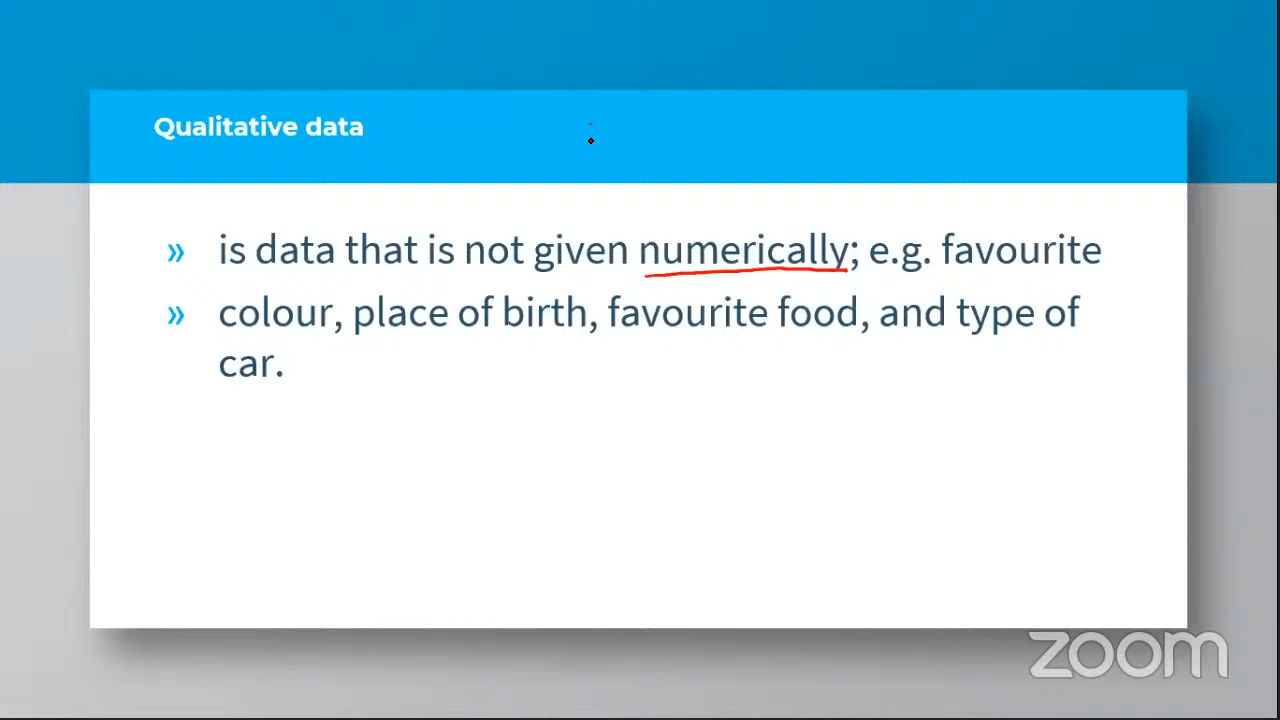 Qualitative data
» is data that is not given numerically; e.g. favourite
» colour, place of birth, favourite food, and type of
car.
zoom